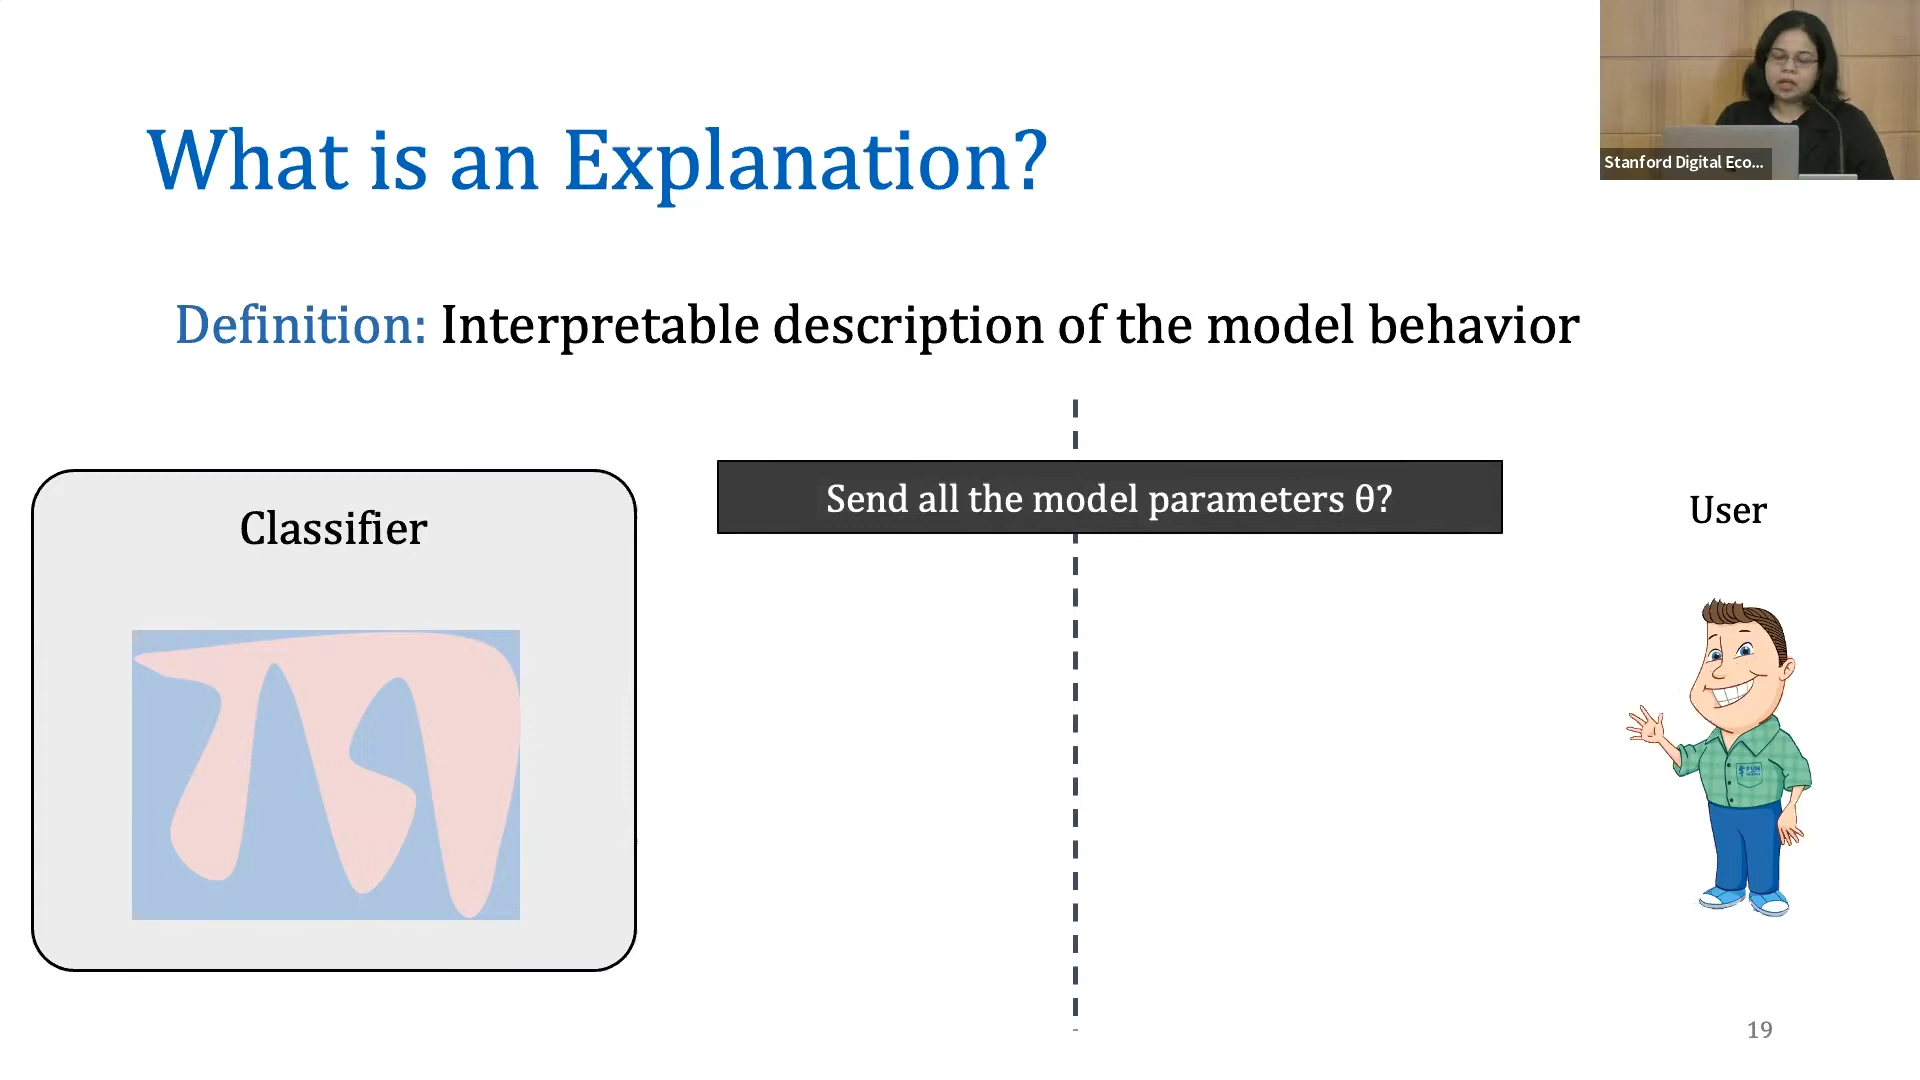 What is an Explanation?
Stanford Digital Eco...
Definition: Interpretable description of the model behavior
Send all the model parameters θ?
Classifier
User
FUN
19